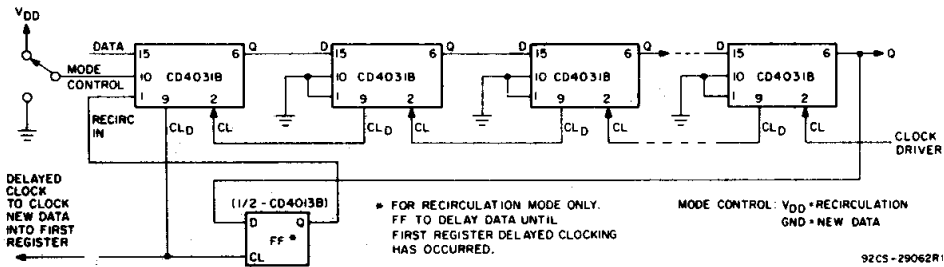 VDD
DATA
MODE
CONTROL
RECIRC
IN
15 6
10
CD4031B
1
9 2
Q
D
15 6
10
CD4031B
1
9 2
Q
D
15 6
10
CD4031B
1
9 2
Q
D
15 6
10
CD4031B
1
9 2
Q
CLD
CL
CLD
CL
CLD
CL
CLD
CL
CLOCK
DRIVER
DELAYED
CLOCK
TO CLOCK
NEW DATA
INTO FIRST
REGISTER
(1/2 - CD4013B)
D Q
FF *
CL
* FOR RECIRCULATION MODE ONLY.
FF TO DELAY DATA UNTIL
FIRST REGISTER DELAYED CLOCKING
HAS OCCURRED.
MODE CONTROL: VDD = RECIRCULATION
GND = NEW DATA
92CS-29062R1